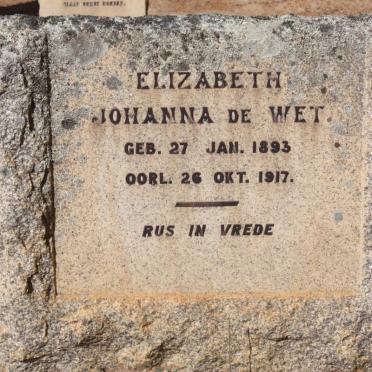 ELIZABETH
JOHANNA DE WET.
GEB. 27 JAN. 1893
OORL. 26 OKT. 1917.
RUS IN VREDE